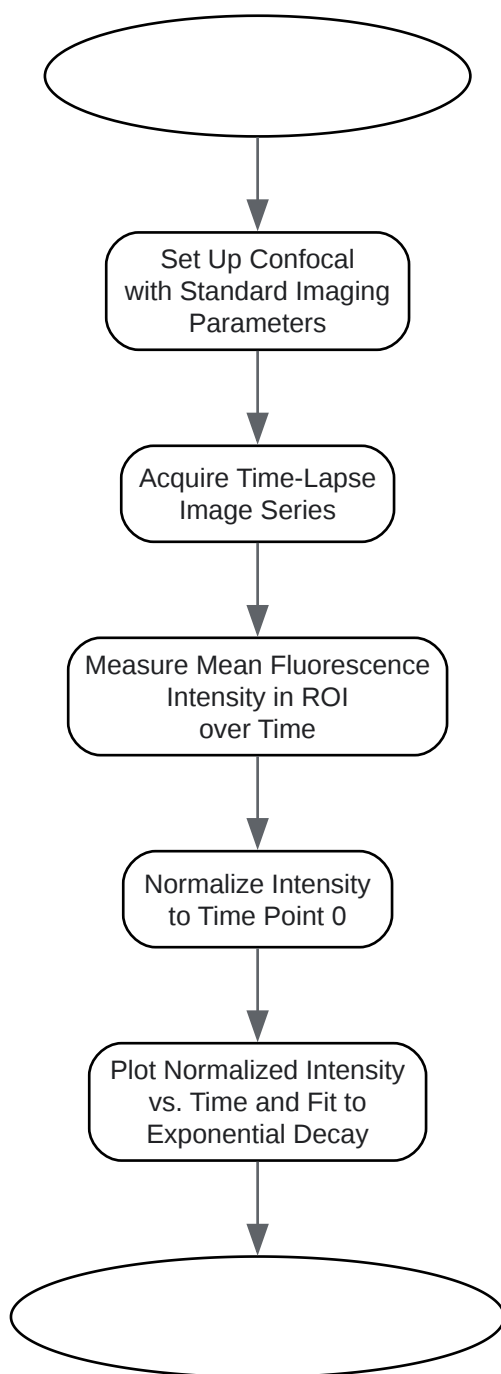 Set Up Confocal
with Standard Imaging
Parameters
Acquire Time-Lapse
Image Series
Measure Mean Fluorescence
Intensity in ROI
over Time
Normalize Intensity
to Time Point 0
Plot Normalized Intensity
vs. Time and Fit to
Exponential Decay